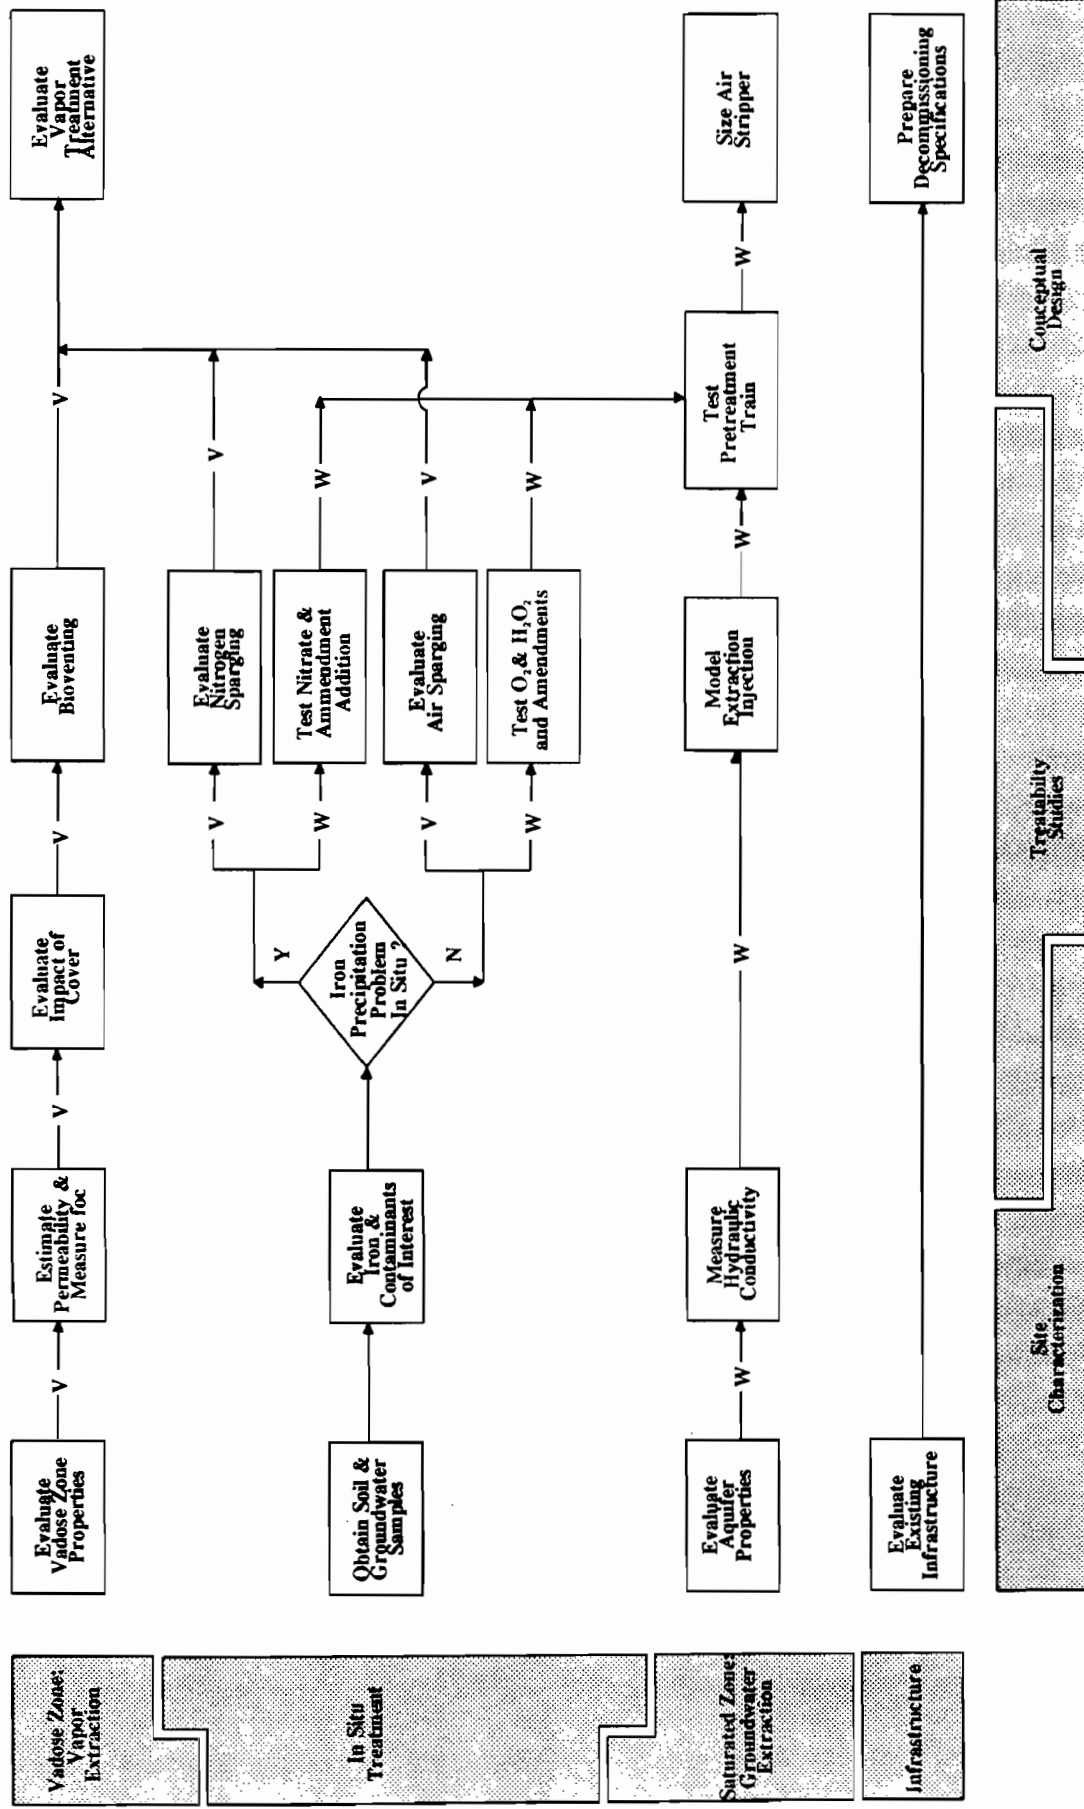 Vadose Zone:
Vapor
Extraction
Evaluate
Vadose Zone
Properties
V
Estimate
Permeability &
Measure foc
V
Evaluate
Impact of
Cover
V
Evaluate
Bioventing
V
Evaluate
Vapor
Treatment
Alternative
In Situ
Treatment
Obtain Soil &
Groundwater
Samples
Evaluate
Iron &
Contaminants
of Interest
Iron
Precipitation
Problem
In Situ ?
Y
N
V
Evaluate
Nitrogen
Sparging
V
W
Test Nitrate &
Ammendment
Addition
W
V
Evaluate
Air Sparging
V
W
Test O₂& H₂O₂
and Amendments
W
Saturated Zone:
Groundwater
Extraction
Evaluate
Aquifer
Properties
W
Measure
Hydraulic
Conductivity
W
Model
Extraction
Injection
W
Test
Pretreatment
Train
W
Size Air
Stripper
Infrastructure
Evaluate
Existing
Infrastructure
Prepare
Decommissioning
Specifications
Site
Characterization
Treatabilty
Studies
Conceptual
Design